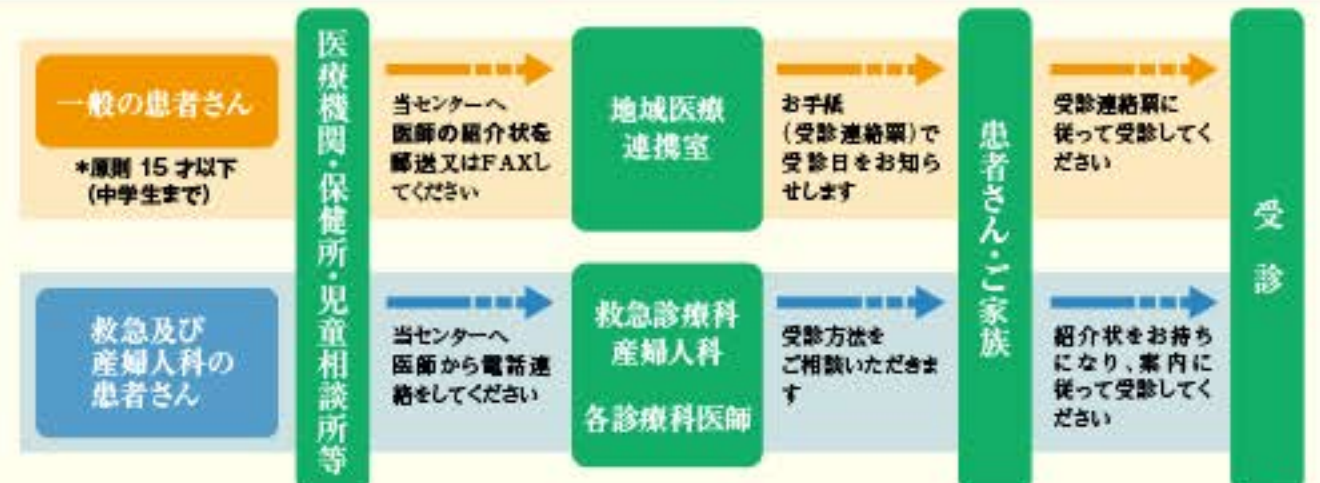 一般の患者さん
*原則 15 才以下
(中学生まで)
医療機関・保健所・児童相談所等
当センターへ
医師の紹介状を
郵送又はFAXし
てください
地域医療
連携室
お手紙
(受診連絡票)で
受診日をお知ら
せします
患者さん・ご家族
受診連絡票に
従って受診してく
ださい
受診
救急及び
産婦人科の
患者さん
当センターへ
医師から電話連
絡をしてください
救急診療科
産婦人科
各診療科医師
受診方法を
ご相談いただきま
す
紹介状をお持ち
になり、案内に
従って受診してく
ださい